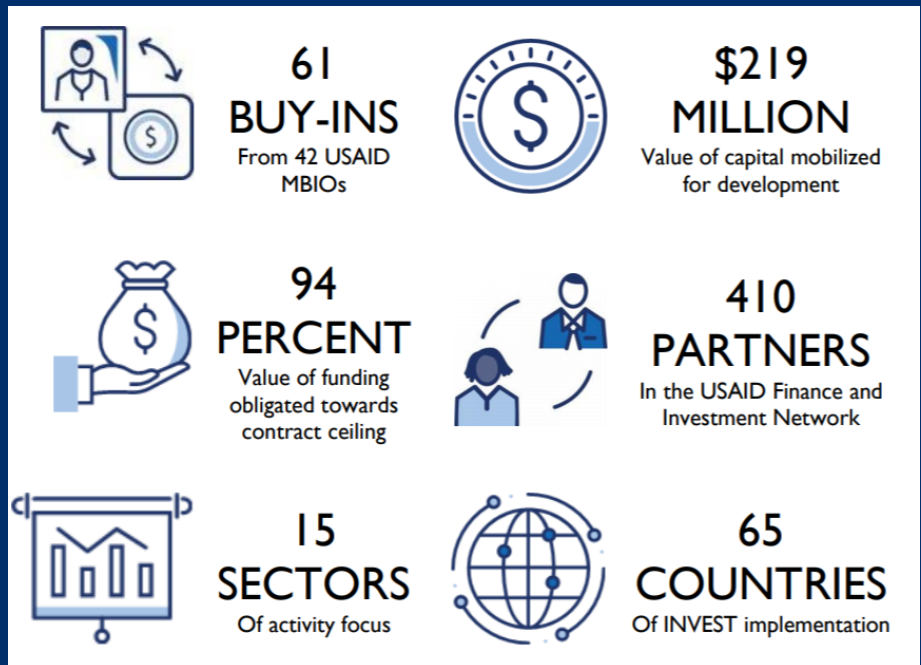 61
BUY-INS
From 42 USAID
MBIOs
$219
MILLION
Value of capital mobilized
for development
94
PERCENT
Value of funding
obligated towards
contract ceiling
410
PARTNERS
In the USAID Finance and
Investment Network
15
SECTORS
Of activity focus
65
COUNTRIES
Of INVEST implementation